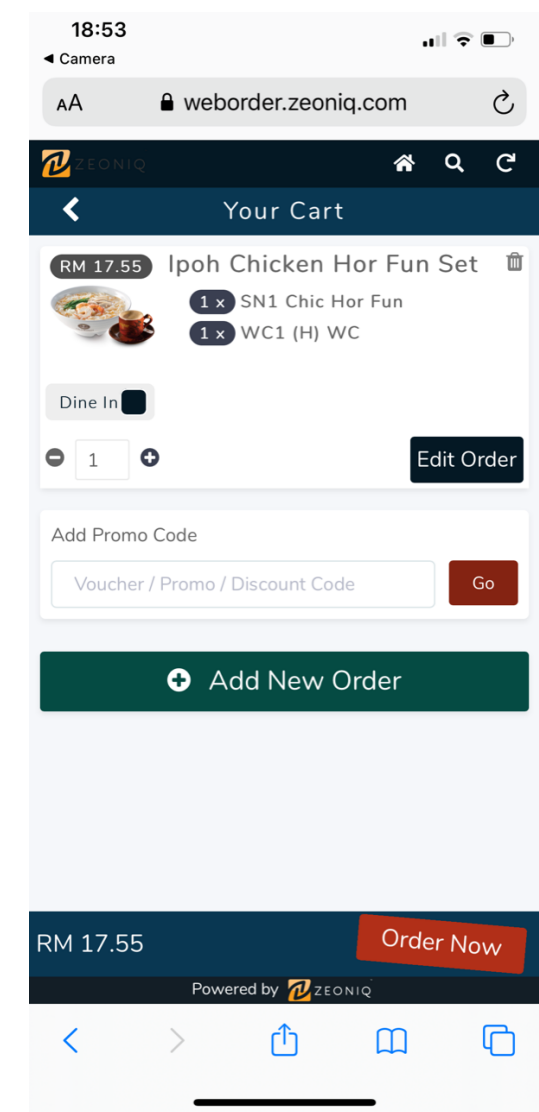 18:53
◀ Camera
AA weborder.zeoniq.com
ZEONIQ
Your Cart
RM 17.55 Ipoh Chicken Hor Fun Set
1 x SN1 Chic Hor Fun
1 x WC1 (H) WC
Dine In
1
Edit Order
Add Promo Code
Voucher / Promo / Discount Code Go
Add New Order
RM 17.55 Order Now
Powered by ZEONIQ